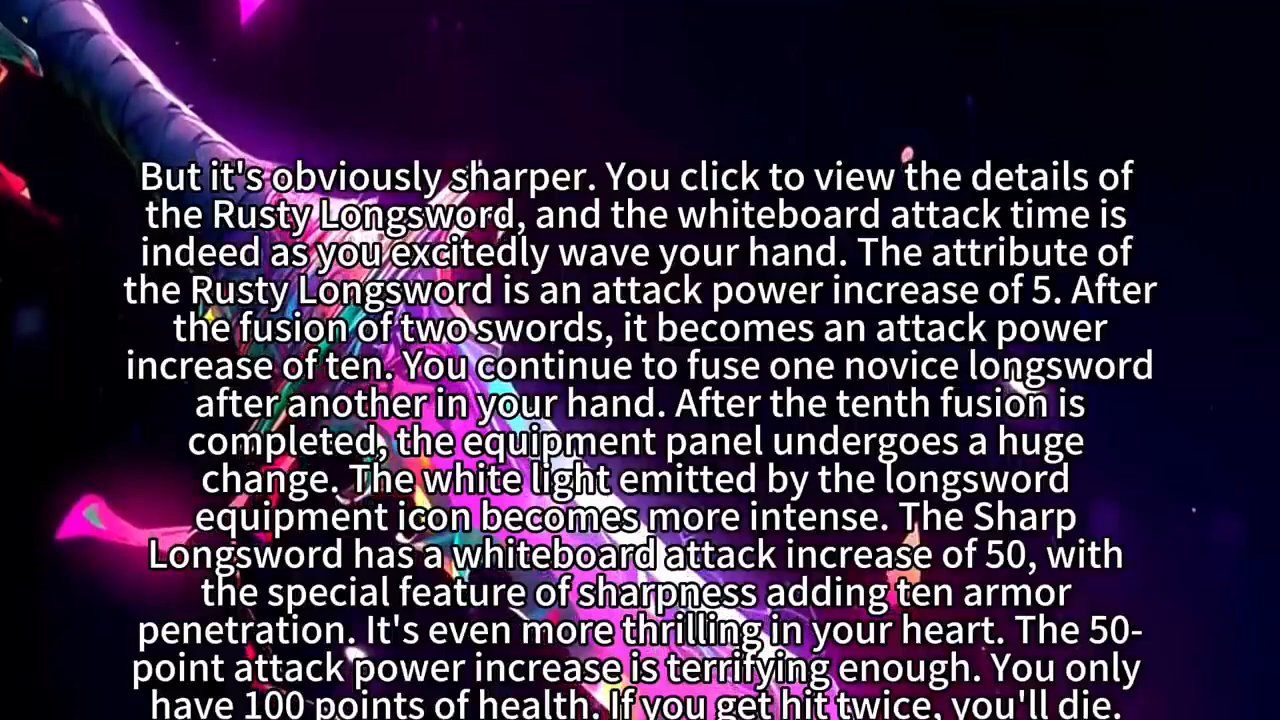 But it's obviously sharper. You click to view the details of
the Rusty Longsword, and the whiteboard attack time is
indeed as you excitedly wave your hand. The attribute of
the Rusty Longsword is an attack power increase of 5. After
the fusion of two swords, it becomes an attack power
increase of ten. You continue to fuse one novice longsword
after another in your hand. After the tenth fusion is
completed, the equipment panel undergoes a huge
change. The white light emitted by the longsword
equipment icon becomes more intense. The Sharp
Longsword has a whiteboard attack increase of 50, with
the special feature of sharpness adding ten armor
penetration. It's even more thrilling in your heart. The 50-
point attack power increase is terrifying enough. You only
have 100 points of health. If you get hit twice, you'll die.